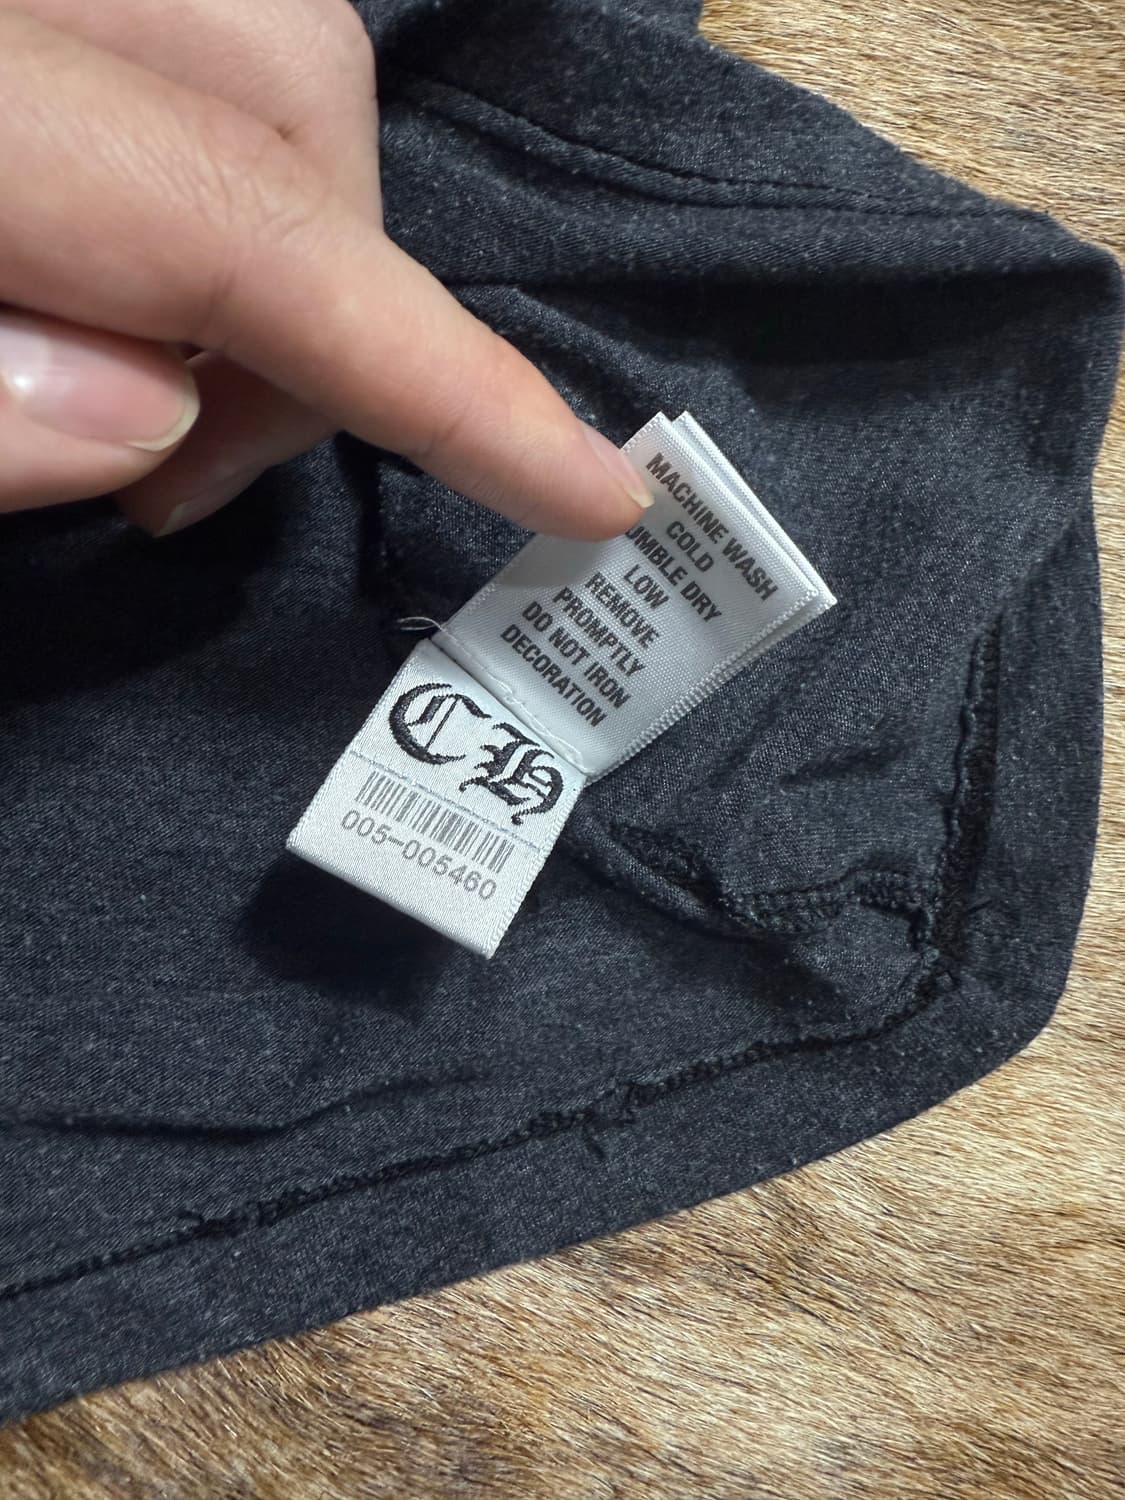 MACHINE WASH
COLD
UMBLE DRY
LOW
REMOVE
PROMPTLY
DO NOT IRON
DECORATION
CH
005-005460